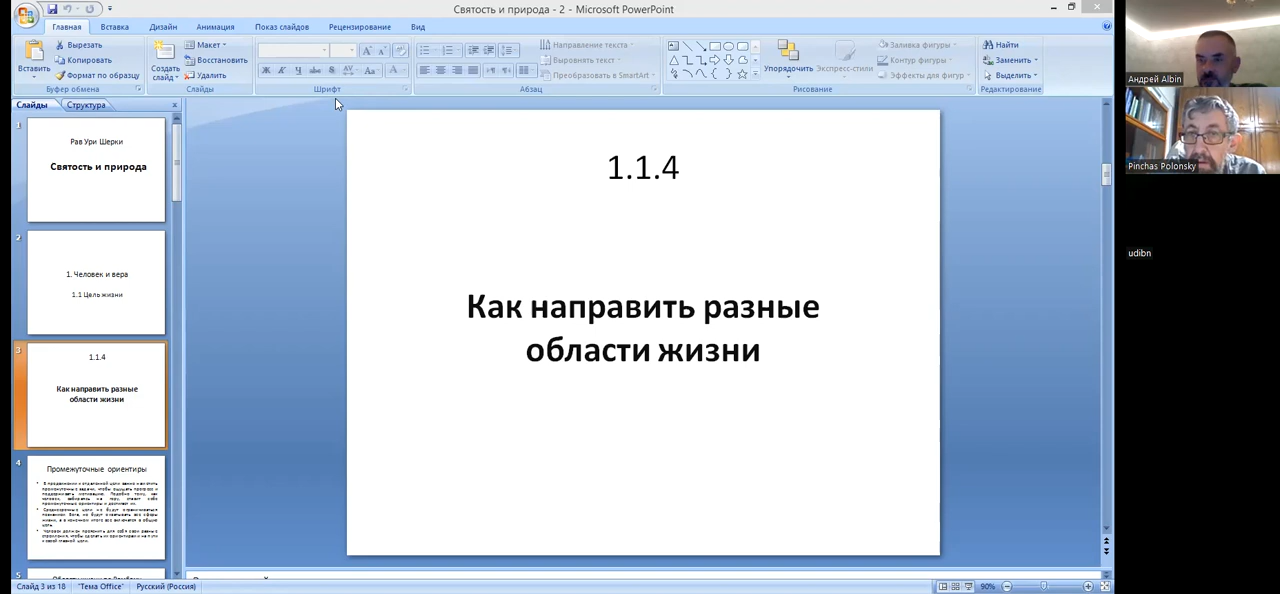 Святость и природа - 2 - Microsoft PowerPoint
Главная Вставка Дизайн Анимация Показ слайдов Рецензирование Вид
Вставить
Вырезать
Копировать
Формат по образцу
Буфер обмена
Создать слайд
Макет
Восстановить
Удалить
Слайды
Шрифт
Направление текста
Выровнять текст
Преобразовать в SmartArt
Абзац
Упорядочить
Экспресс-стили
Заливка фигуры
Контур фигуры
Эффекты для фигур
Рисование
Найти
Заменить
Выделить
Редактирование
Слайды Структура
1
Рав Ури Шерки
Святость и природа
2
1. Человек и вера
1.1 Цель жизни
3
1.1.4
Как направить разные
области жизни
4
Промежуточные ориентиры
5
1.1.4
Как направить разные
области жизни
Андрей Albin
Pinchas Polonsky
udibn
Слайд 3 из 18 "Тема Office" Русский (Россия)
90%